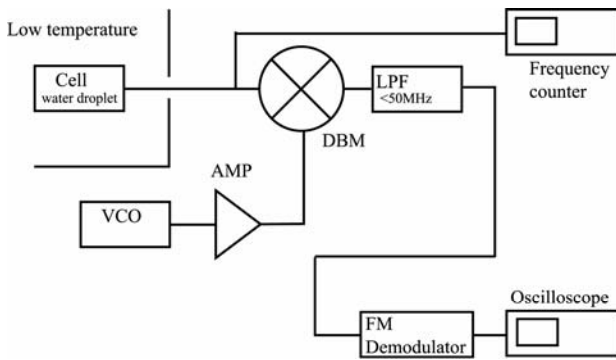 Low temperature
Cell
water droplet
LPF
<50MHz
Frequency
counter
DBM
AMP
VCO
Oscilloscope
FM
Demodulator